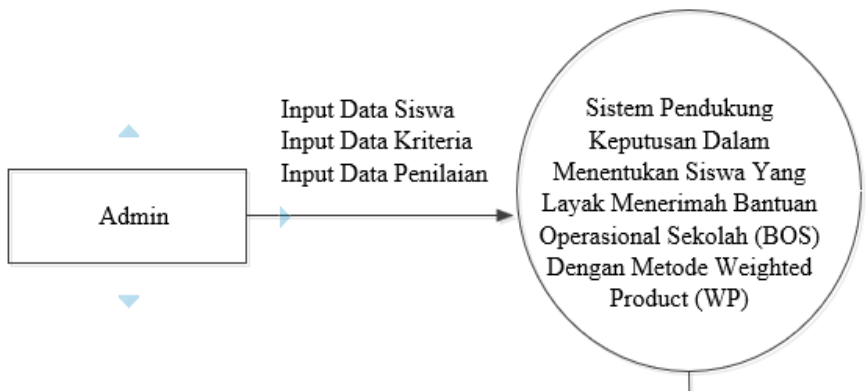 Input Data Siswa
Input Data Kriteria
Input Data Penilaian
Admin
Sistem Pendukung
Keputusan Dalam
Menentukan Siswa Yang
Layak Menerimah Bantuan
Operasional Sekolah (BOS)
Dengan Metode Weighted
Product (WP)